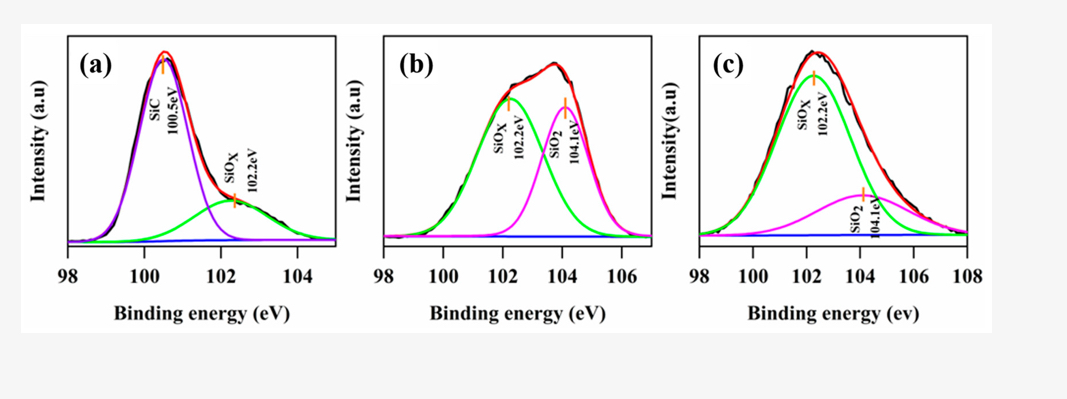 (a)
Intensity (a.u)
SiC
100.5eV
SiOX
102.2eV
98 100 102 104
Binding energy (eV)
(b)
Intensity (a.u)
SiOX
102.2eV
SiO2
104.1eV
98 100 102 104 106
Binding energy (eV)
(c)
Intensity(a.u)
SiOX
102.2eV
SiO2
104.1eV
98 100 102 104 106 108
Binding energy (ev)